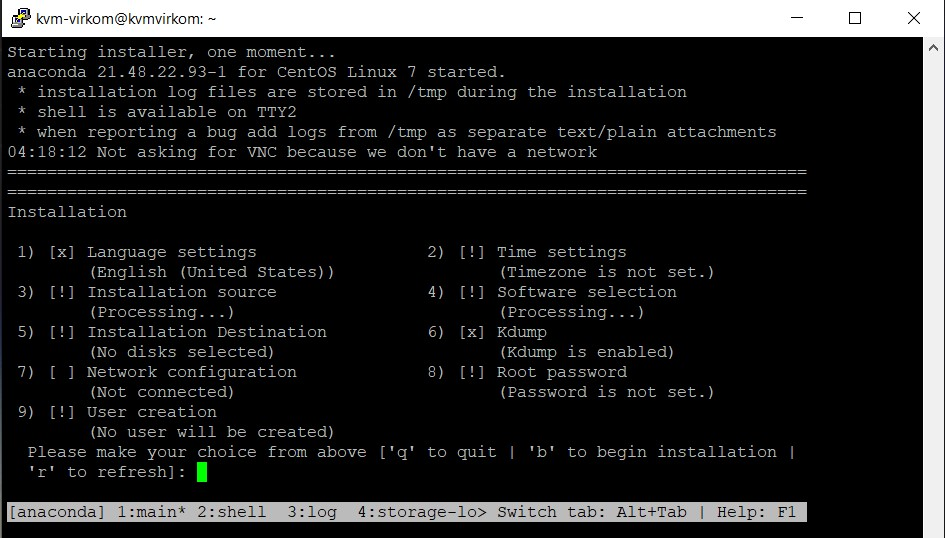 kvm-virkom@kvmvirkom: ~
Starting installer, one moment...
anaconda 21.48.22.93-1 for CentOS Linux 7 started.
* installation log files are stored in /tmp during the installation
* shell is available on TTY2
* when reporting a bug add logs from /tmp as separate text/plain attachments
04:18:12 Not asking for VNC because we don't have a network
================================================================================
================================================================================
Installation
1) [x] Language settings 2) [!] Time settings
(English (United States)) (Timezone is not set.)
3) [!] Installation source 4) [!] Software selection
(Processing...) (Processing...)
5) [!] Installation Destination 6) [x] Kdump
(No disks selected) (Kdump is enabled)
7) [ ] Network configuration 8) [!] Root password
(Not connected) (Password is not set.)
9) [!] User creation
(No user will be created)
Please make your choice from above ['q' to quit | 'b' to begin installation |
'r' to refresh]:
[anaconda] 1:main* 2:shell 3:log 4:storage-lo> Switch tab: Alt+Tab | Help: F1